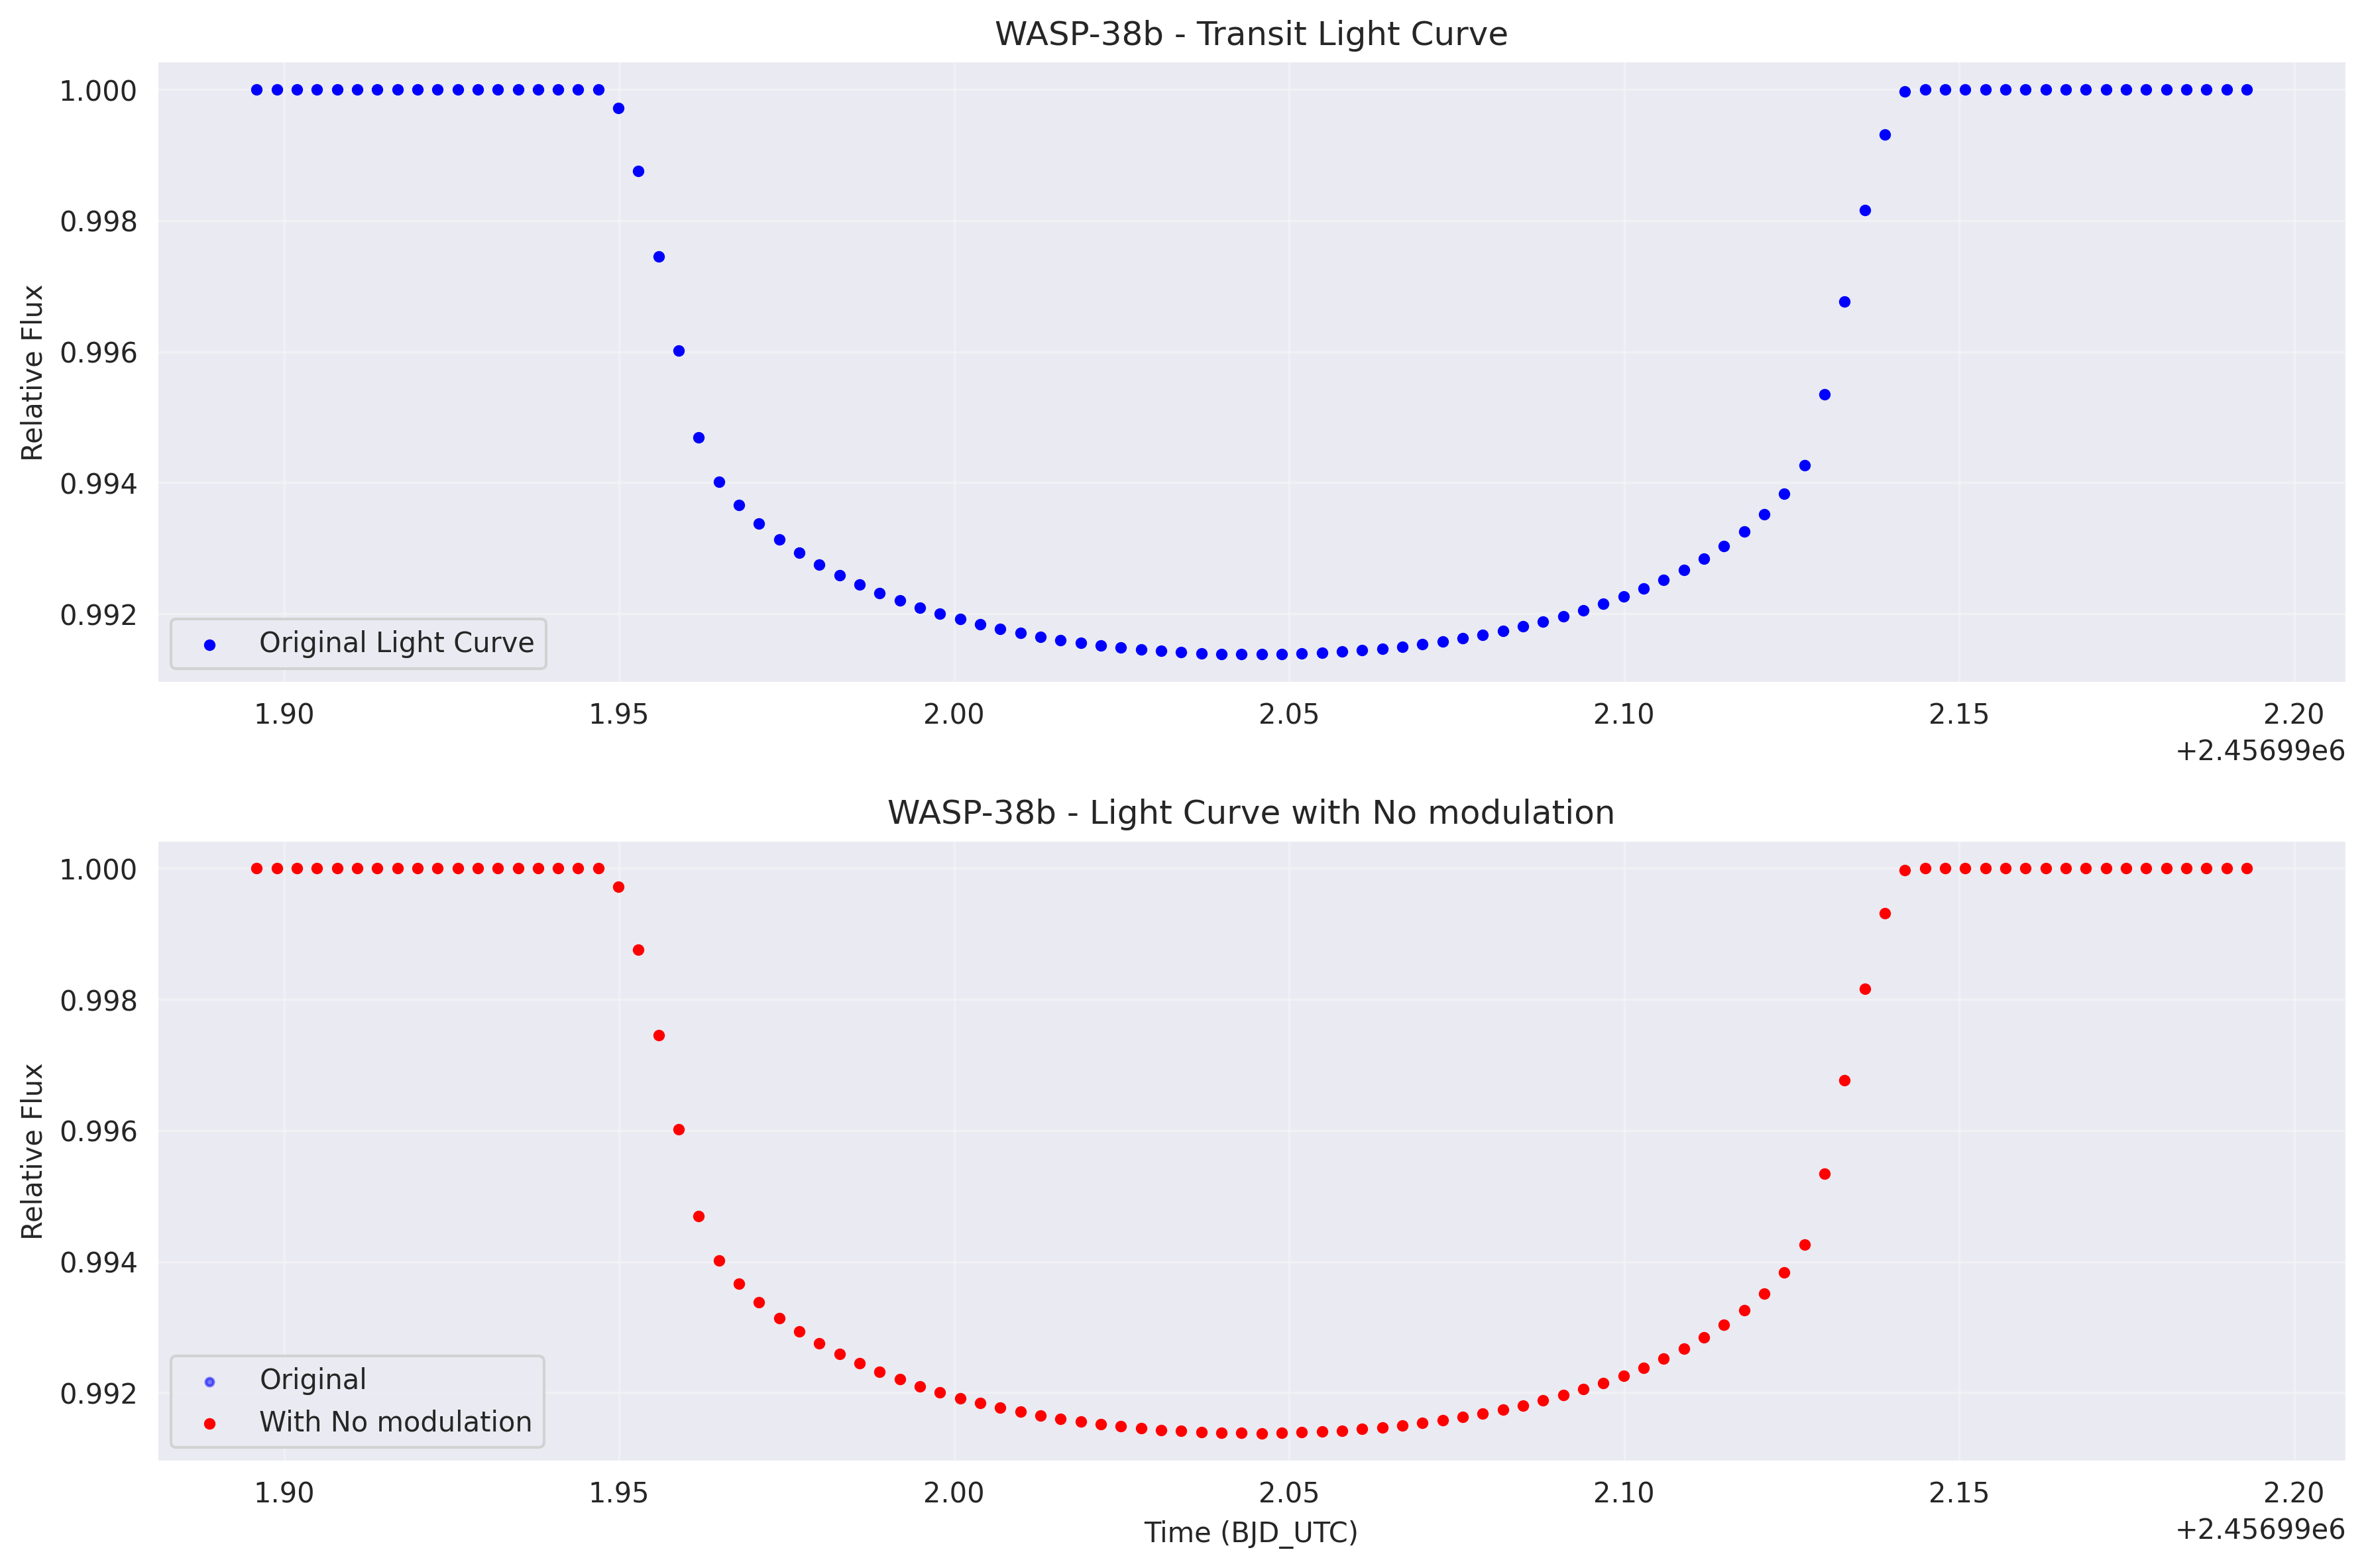 WASP-38b - Transit Light Curve
Relative Flux
1.000
0.998
0.996
0.994
0.992
Original Light Curve
1.90 1.95 2.00 2.05 2.10 2.15 2.20
+2.45699e6
WASP-38b - Light Curve with No modulation
Relative Flux
1.000
0.998
0.996
0.994
0.992
Original
With No modulation
1.90 1.95 2.00 2.05 2.10 2.15 2.20
Time (BJD_UTC)
+2.45699e6